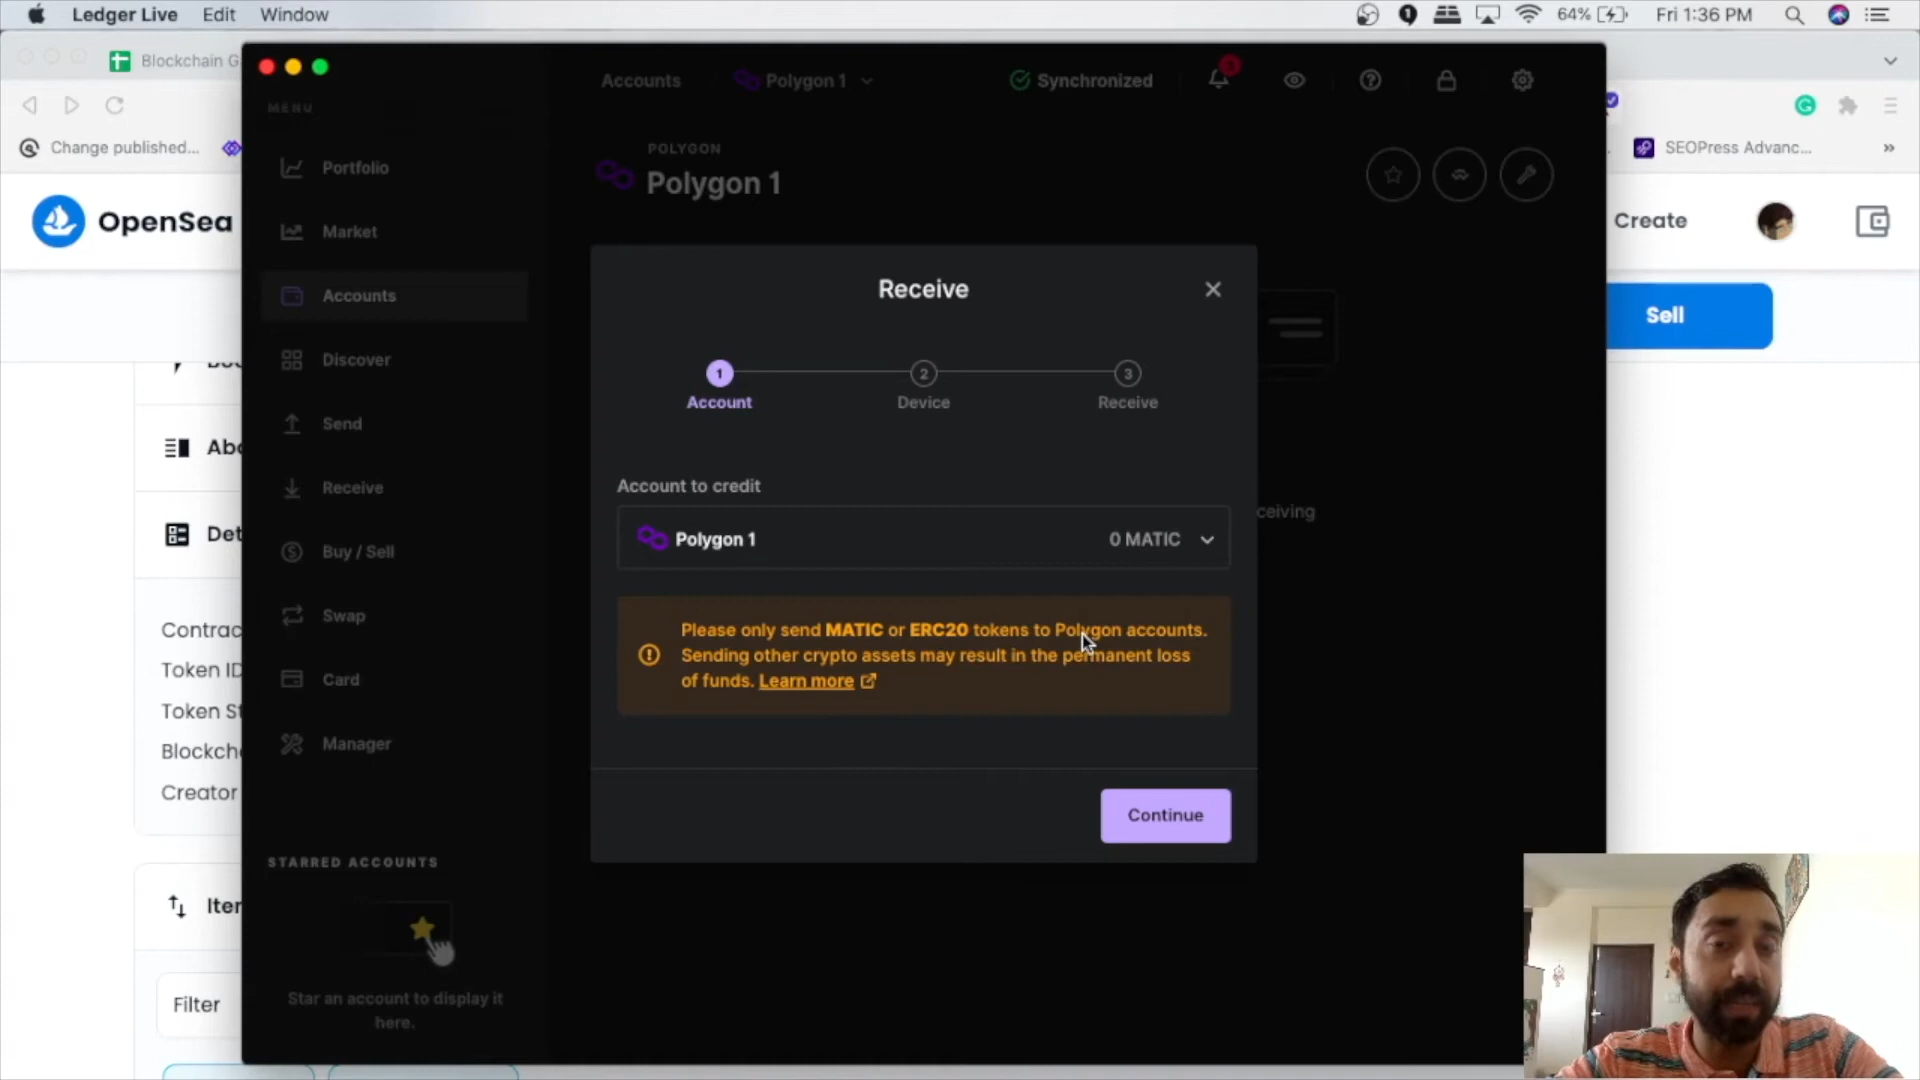 Ledger Live Edit Window 64% Fri 1:36 PM
Blockchain G
Accounts Polygon 1 Synchronized
MENU
Change published... SEOPress Advanc... »
POLYGON
Polygon 1
Portfolio
Market
OpenSea Create
Accounts
Receive
Sell
Discover
1 2 3
Account Device Receive
Send
Abo
Receive
Account to credit
ceiving
Det
Polygon 1 0 MATIC
Buy / Sell
Swap
Contrac
Please only send MATIC or ERC20 tokens to Polygon accounts.
Sending other crypto assets may result in the permanent loss
of funds. Learn more
Token ID
Card
Token St
Manager
Blockcha
Creator
Continue
STARRED ACCOUNTS
Iter
Star an account to display it
here.
Filter